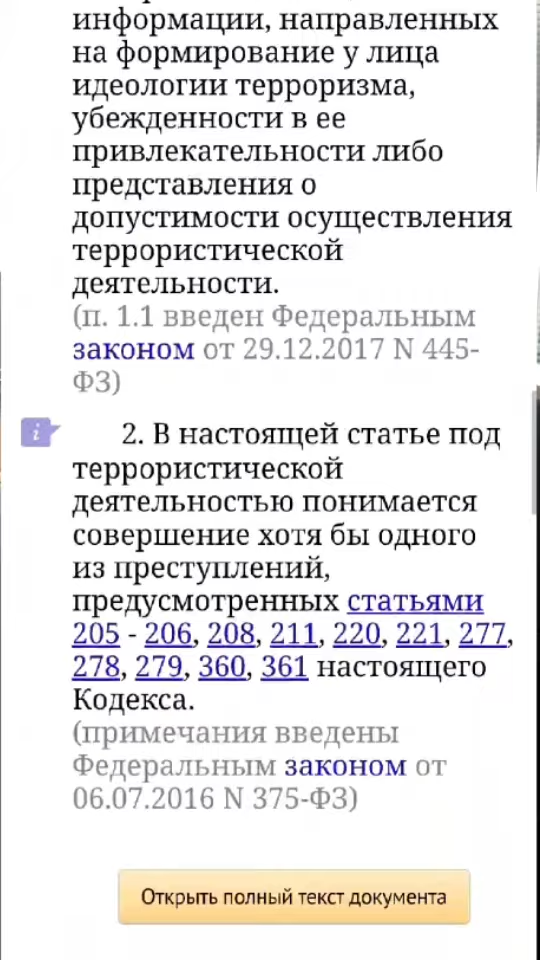 информации, направленных
на формирование у лица
идеологии терроризма,
убежденности в ее
привлекательности либо
представления о
допустимости осуществления
террористической
деятельности.
(п. 1.1 введен Федеральным
законом от 29.12.2017 N 445-
ФЗ)
i
2. В настоящей статье под
террористической
деятельностью понимается
совершение хотя бы одного
из преступлений,
предусмотренных статьями
205 - 206, 208, 211, 220, 221, 277,
278, 279, 360, 361 настоящего
Кодекса.
(примечания введены
Федеральным законом от
06.07.2016 N 375-ФЗ)
Открыть полный текст документа